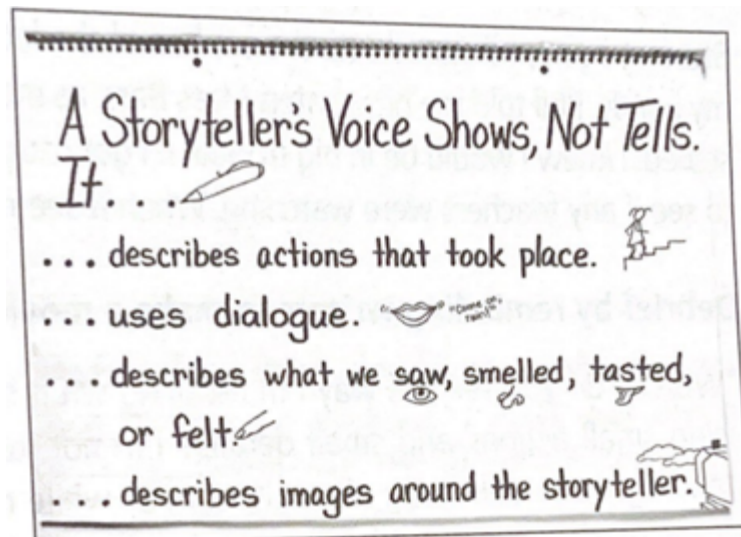 A Storytellers Voice Shows, Not Tells.
It....
... describes actions that took place.
... uses dialogue.
... describes what we saw, smelled, tasted,
or felt.
... describes images around the storyteller.